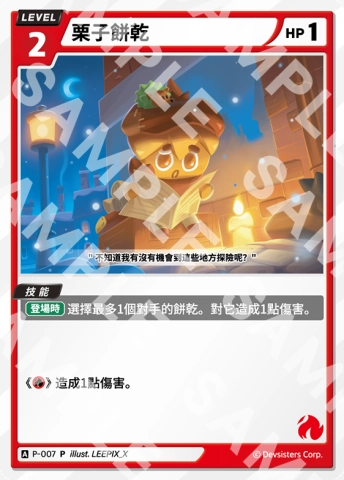 LEVEL
2
栗子餅乾
HP 1
"不知道我有沒有機會到這些地方探險呢？"
技能
登場時 選擇最多1個對手的餅乾。對它造成1點傷害。
《 》造成1點傷害。
A P-007 P illust. LEEPIX_X
© Devsisters Corp.
SAMPLE